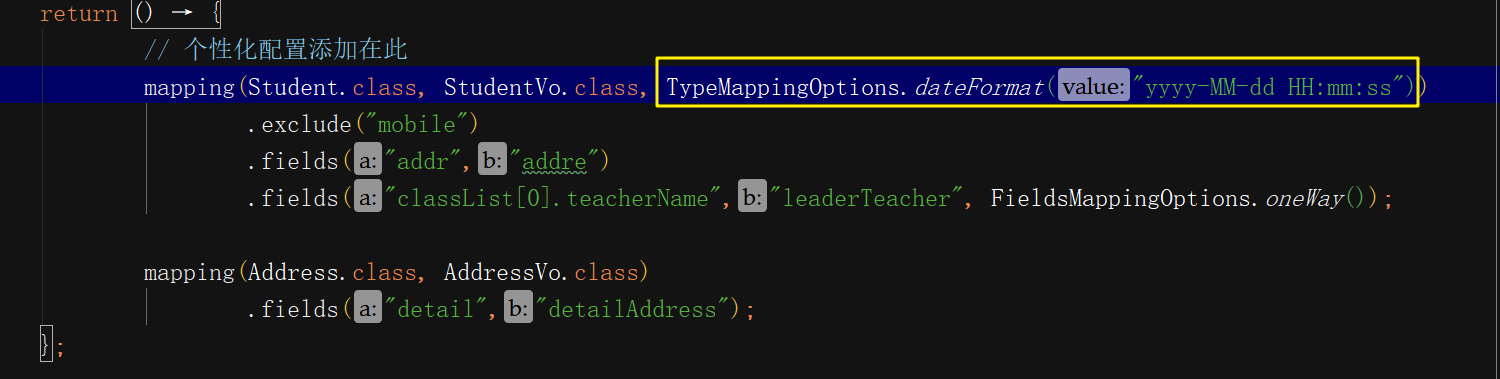 return () → {
// 个性化配置添加在此
mapping(Student.class, StudentVo.class, TypeMappingOptions.dateFormat( value: "yyyy-MM-dd HH:mm:ss"))
.exclude("mobile")
.fields( a: "addr", b: "addre")
.fields( a: "classList[0].teacherName", b: "leaderTeacher", FieldsMappingOptions.oneWay());
mapping(Address.class, AddressVo.class)
.fields( a: "detail", b: "detailAddress");
};